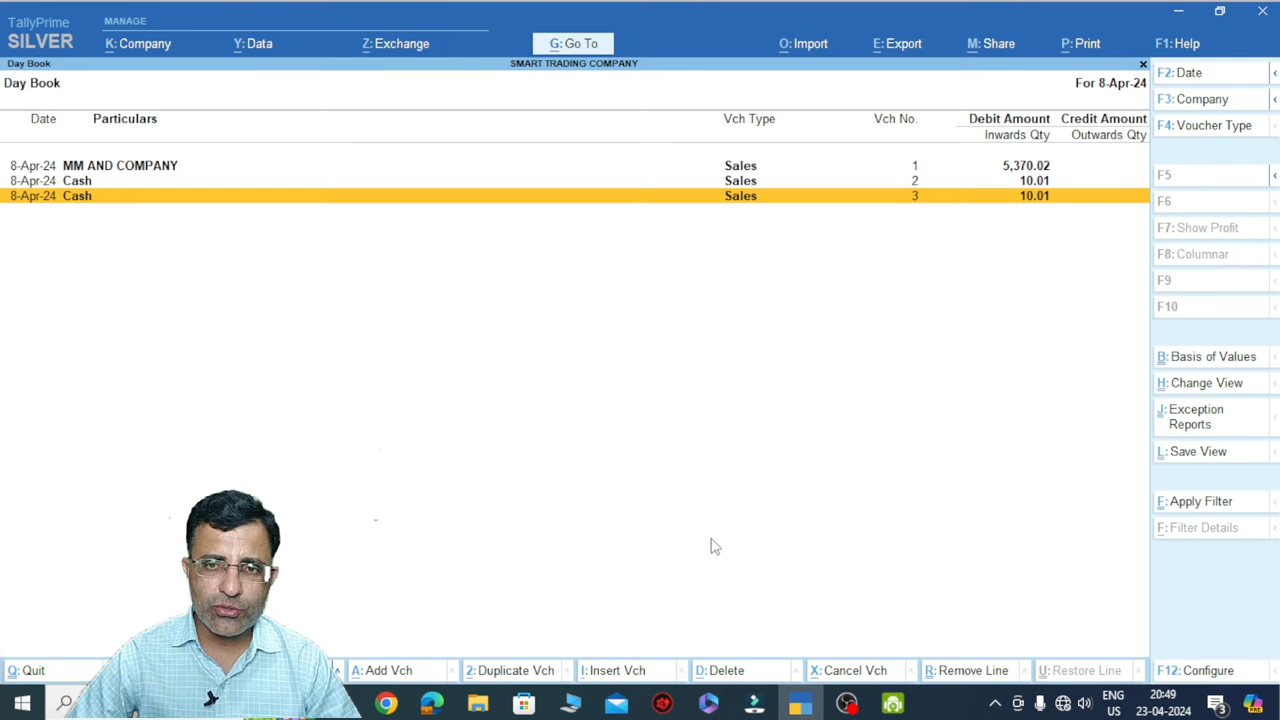 TallyPrime
SILVER
MANAGE
K: Company
Y: Data
Z: Exchange
G: Go To
O: Import
E: Export
M: Share
P: Print
F1: Help
Day Book
SMART TRADING COMPANY
×
Day Book
For 8-Apr-24
Date
Particulars
Vch Type
Vch No.
Debit Amount
Credit Amount
Inwards Qty
Outwards Qty
8-Apr-24 MM AND COMPANY Sales 1 5,370.02
8-Apr-24 Cash Sales 2 10.01
8-Apr-24 Cash Sales 3 10.01
F2: Date
F3: Company
F4: Voucher Type
F5
F6
F7: Show Profit
F8: Columnar
F9
F10
B: Basis of Values
H: Change View
J: Exception
Reports
L: Save View
F: Apply Filter
F: Filter Details
F12: Configure
Q: Quit
A: Add Vch
2: Duplicate Vch
I: Insert Vch
D: Delete
X: Cancel Vch
R: Remove Line
U: Restore Line
ENG
US
20:49
23-04-2024
3
PRE